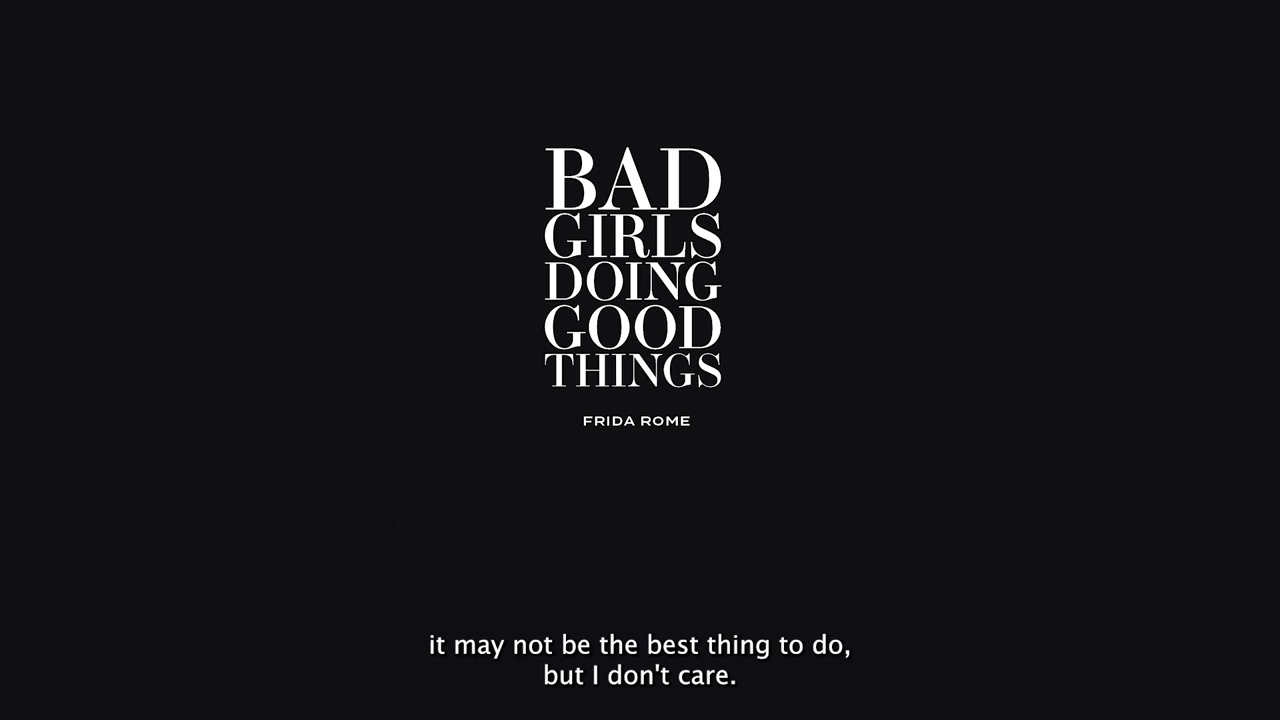 BAD
GIRLS
DOING
GOOD
THINGS
FRIDA ROME
it may not be the best thing to do,
but I don't care.